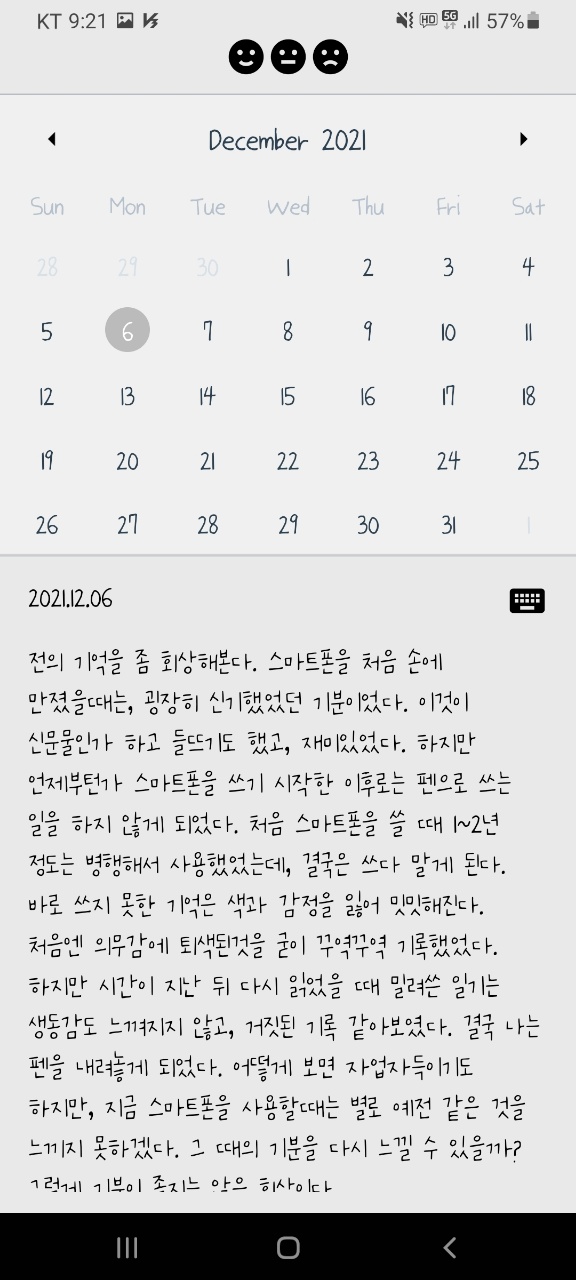 KT 9:21 HD 5G 57%
December 2021
Sun Mon Tue Wed Thu Fri Sat
28 29 30 1 2 3 4
5 6 7 8 9 10 11
12 13 14 15 16 17 18
19 20 21 22 23 24 25
26 27 28 29 30 31 1
2021.12.06
전의 기억을 좀 회상해본다. 스마트폰을 처음 손에
만졌을때는, 굉장히 신기했었던 기분이었다. 이것이
신문물인가 하고 들뜨기도 했고, 재미있었다. 하지만
언제부턴가 스마트폰을 쓰기 시작한 이후로는 펜으로 쓰는
일을 하지 않게 되었다. 처음 스마트폰을 쓸 때 1~2년
정도는 병행해서 사용했었는데, 결국은 쓰다 말게 된다.
바로 쓰지 못한 기억은 색과 감정을 잃어 밋밋해진다.
처음엔 의무감에 퇴색된것을 굳이 꾸역꾸역 기록했었다.
하지만 시간이 지난 뒤 다시 읽었을 때 밀려쓴 일기는
생동감도 느껴지지 않고, 거짓된 기록 같아보였다. 결국 나는
펜을 내려놓게 되었다. 어떻게 보면 자업자득이기도
하지만, 지금 스마트폰을 사용할때는 별로 예전 같은 것을
느끼지 못하겠다. 그 때의 기분을 다시 느낄 수 있을까?
그렇게 기분이 좋지는 않은 회상이다